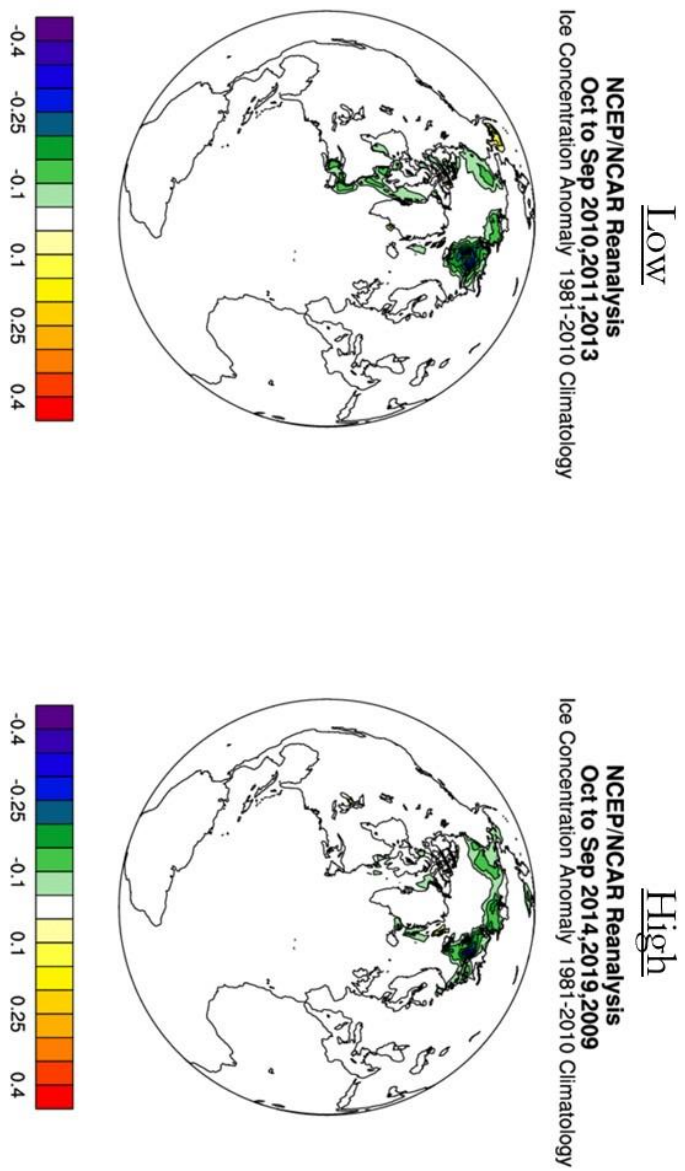 Low
NCEP/NCAR Reanalysis
Oct to Sep 2010,2011,2013
Ice Concentration Anomaly 1981-2010 Climatology
-0.4
-0.25
-0.1
0.1
0.25
0.4
High
NCEP/NCAR Reanalysis
Oct to Sep 2014,2019,2009
Ice Concentration Anomaly 1981-2010 Climatology
-0.4
-0.25
-0.1
0.1
0.25
0.4